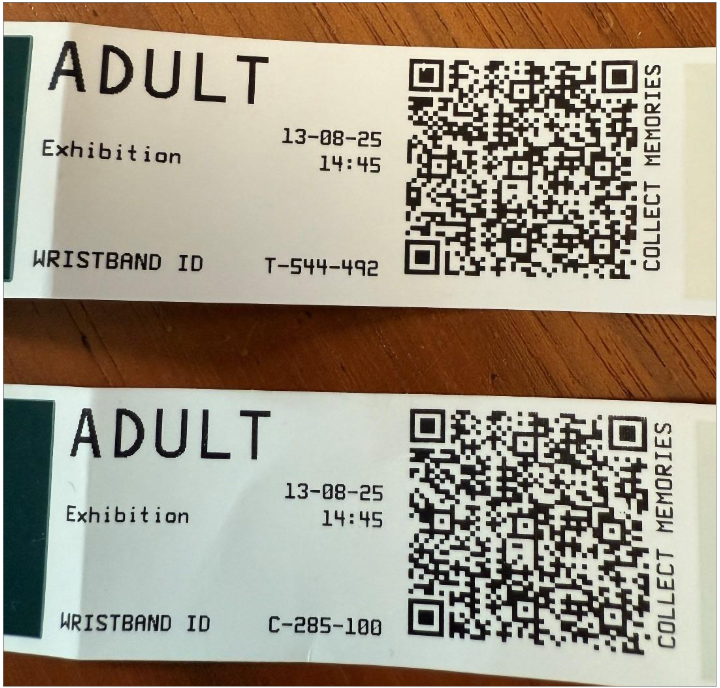 ADULT
13-08-25
Exhibition
14:45
WRISTBAND ID T-544-492
COLLECT MEMORIES
ADULT
13-08-25
Exhibition
14:45
WRISTBAND ID C-285-100
COLLECT MEMORIES